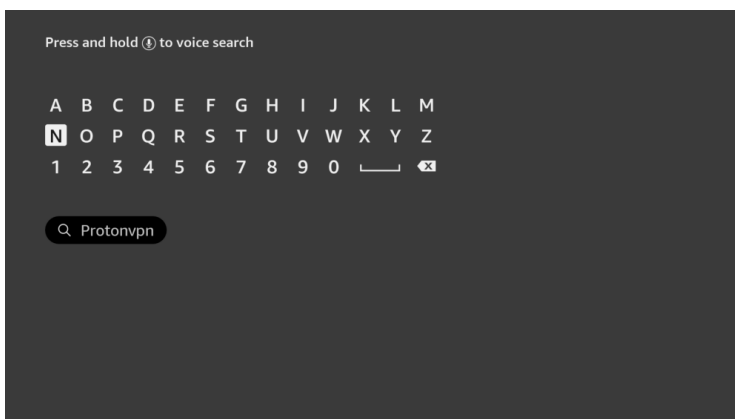 Press and hold to voice search
A B C D E F G H I J K L M
N O P Q R S T U V W X Y Z
1 2 3 4 5 6 7 8 9 0
Protonvpn